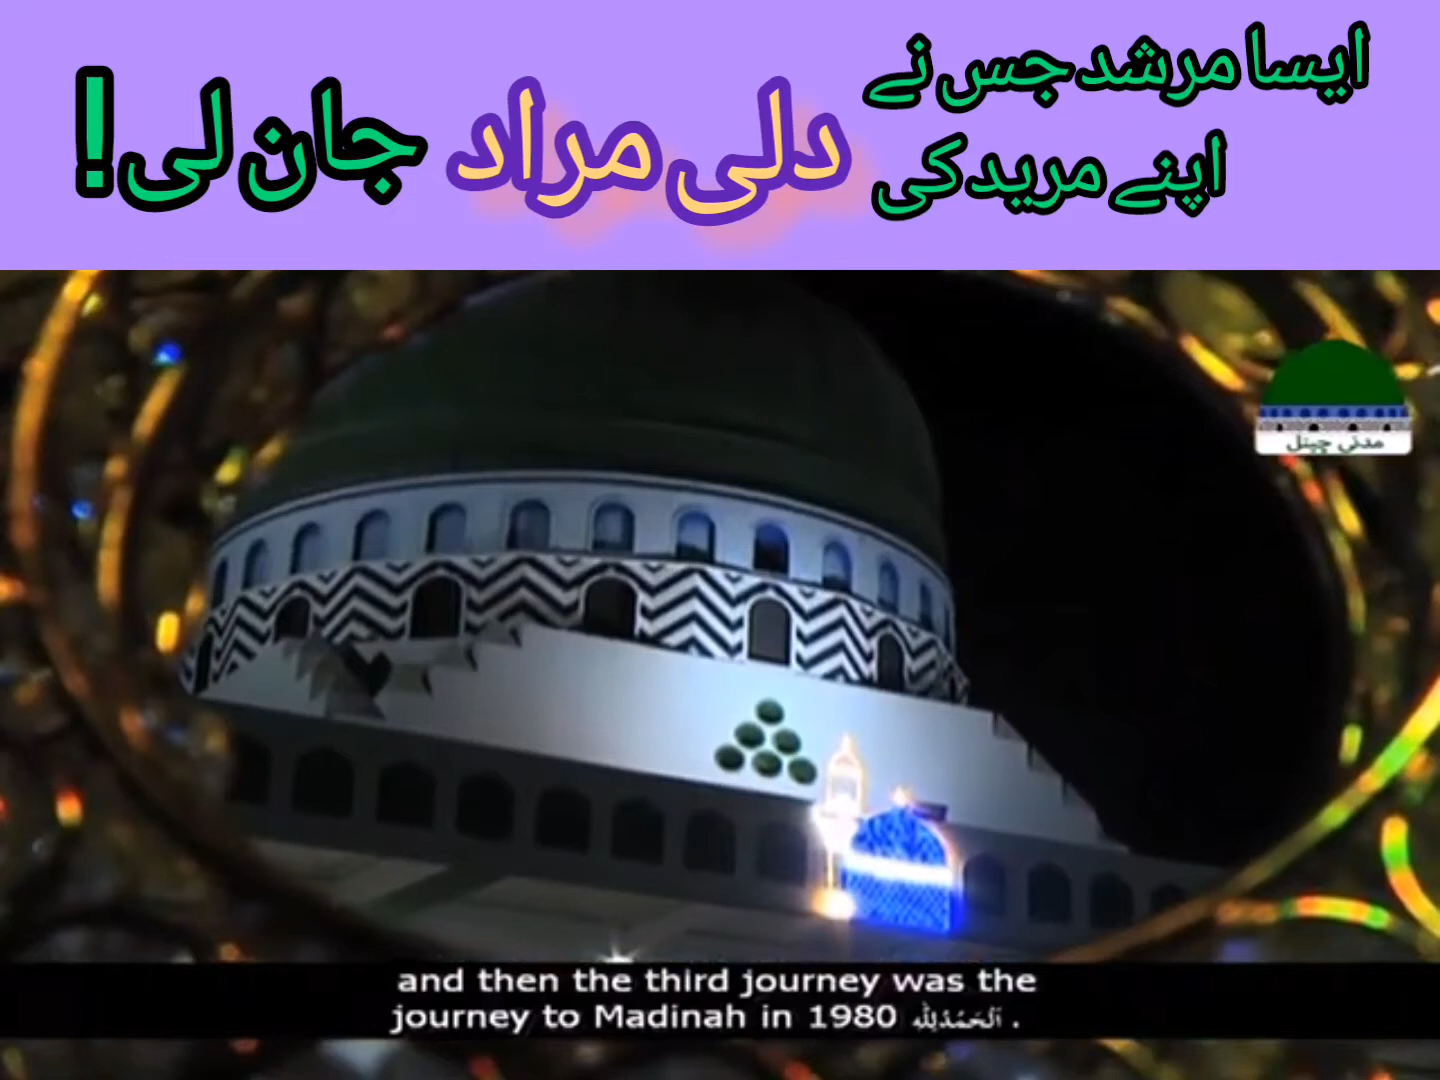 ایسا مرشد جس نے
اپنے مرید کی
دلی مراد جان لی!
مدنی چینل
and then the third journey was the
journey to Madinah in 1980 اَلْحَمْدُلِلّٰه .